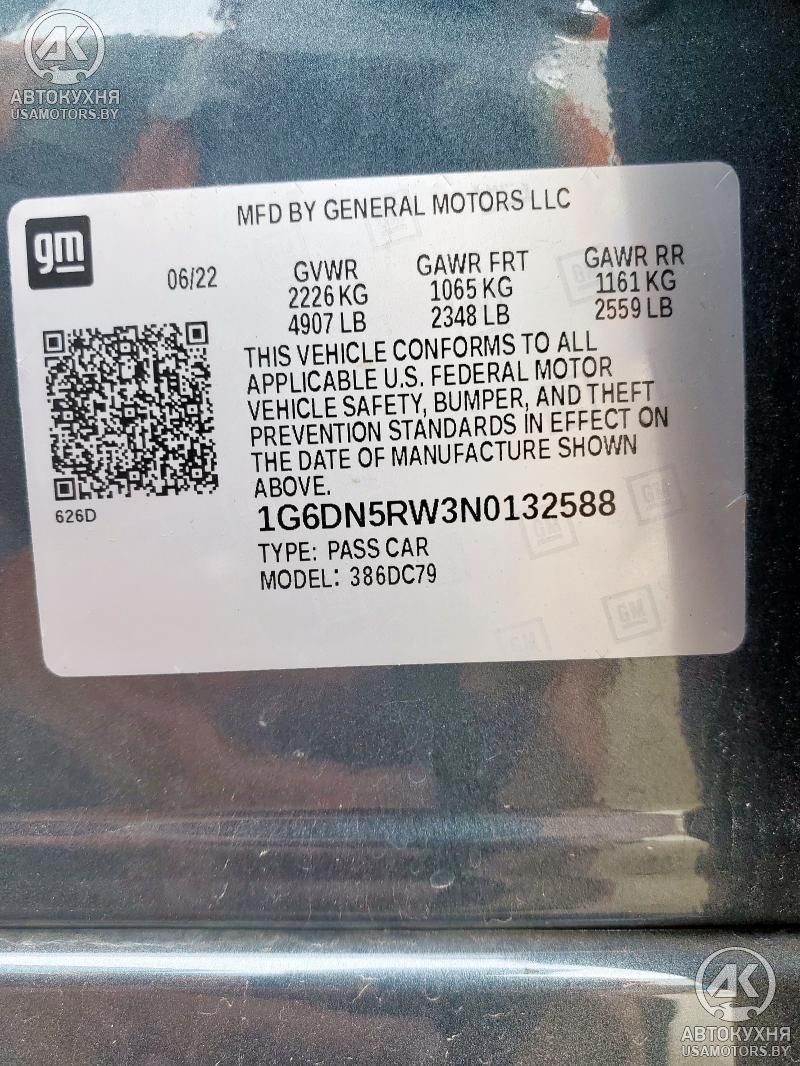 АВТОКУХНЯ
USAMOTORS.BY
gm
MFD BY GENERAL MOTORS LLC
06/22
GVWR
2226 KG
4907 LB
GAWR FRT
1065 KG
2348 LB
GAWR RR
1161 KG
2559 LB
THIS VEHICLE CONFORMS TO ALL
APPLICABLE U.S. FEDERAL MOTOR
VEHICLE SAFETY, BUMPER, AND THEFT
PREVENTION STANDARDS IN EFFECT ON
THE DATE OF MANUFACTURE SHOWN
ABOVE.
626D
1G6DN5RW3N0132588
TYPE: PASS CAR
MODEL: 386DC79
GM
GM
GM
АВТОКУХНЯ
USAMOTORS.BY